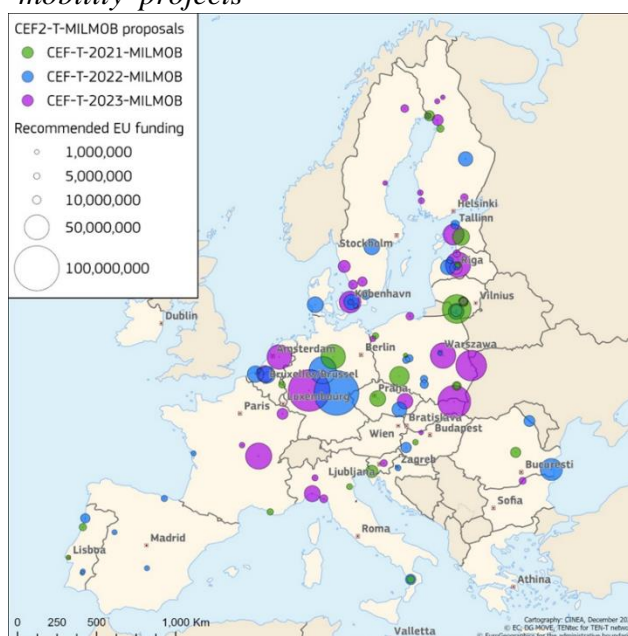 mobility projects
CEF2-T-MILMOB proposals
CEF-T-2021-MILMOB
CEF-T-2022-MILMOB
CEF-T-2023-MILMOB
Recommended EU funding
1,000,000
5,000,000
10,000,000
50,000,000
100,000,000
Helsinki
Tallinn
Stockholm
Riga
København
Vilnius
Dublin
Amsterdam
Berlin
Warszawa
Bruxelles/Brussel
Praha
Luxembourg
Paris
Bratislava
Wien
Budapest
Ljubljana
Zagreb
Bucuresti
Sofia
Roma
Madrid
Lisboa
Athina
Valletta
0 250 500 1,000 Km
Cartography: CINEA, December
© EC; DG MOVE, TENtec for TEN-T